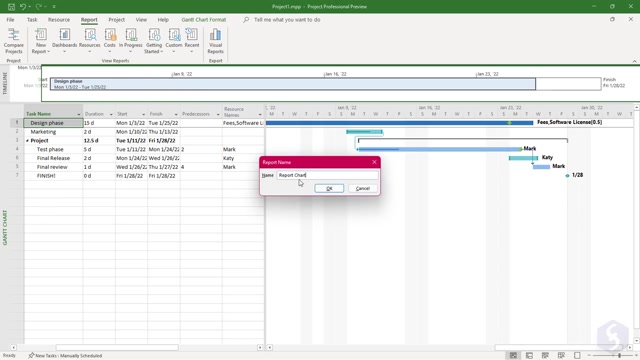 Project1.mpp - Project Professional Preview
File Task Resource Report Project View Help Gantt Chart Format Tell me what you want to do
Compare Projects
New Report
Dashboards
Resources
Costs
In Progress
Getting Started
Custom
Recent
Visual Reports
Project View Reports Export
TIMELINE
Mon 1/3/22
Start
Jan 9, '22 Jan 16, '22 Jan 23, '22 Jan 30, '22
Design phase
Mon 1/3/22 - Tue 1/25/22
Finish
Fri 1/28/22
Task Name Duration Start Finish Predecessors Resource Names
1 Design phase 15 d Mon 1/3/22 Tue 1/25/22 Fees,Software Li
2 Marketing 2 d Mon 1/10/22 Thu 1/13/22
3 Project 12.5 d Tue 1/11/22 Fri 1/28/22
4 Test phase 5 d Tue 1/11/22 Mon 1/24/22 2 Mark
5 Final Release 2 d Mon 1/24/22 Wed 1/26/22 Katy
6 Final review 1 d Wed 1/26/22 Thu 1/27/22 4 Mark
7 FINISH! 0 d Fri 1/28/22 Fri 1/28/22
, '22 Jan 9, '22 Jan 16, '22 Jan 23, '22 Jan 30, '22
M T W T F S S M T W T F S S M T W T F S S M T W T F S S M T W
Fees,Software License[0.5]
Mark
Katy
Mark
1/28
Report Name
Name Report Chart
OK Cancel
GANTT CHART
Ready New Tasks : Manually Scheduled